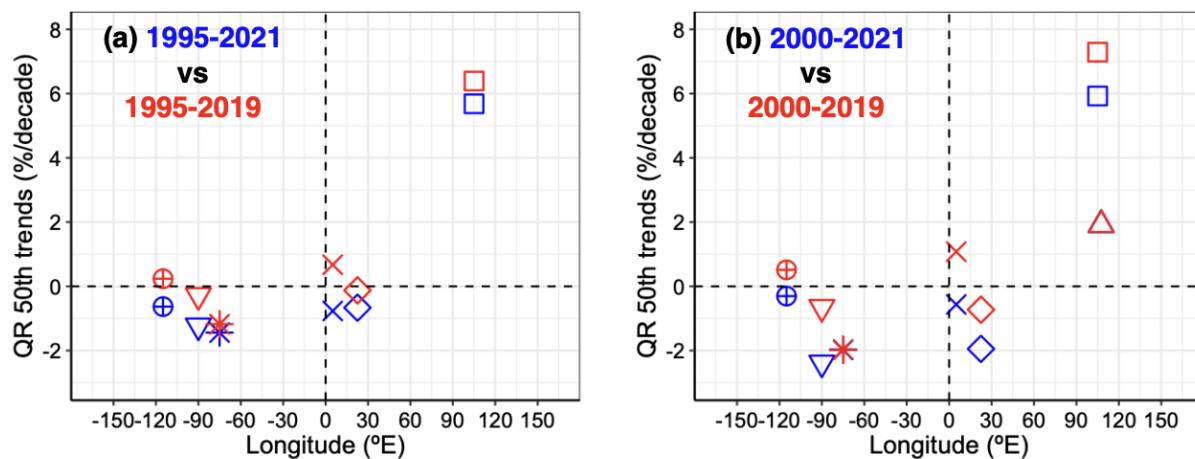 (a) 1995-2021
vs
1995-2019
QR 50th trends (%/decade)
8
6
4
2
0
-2
-150 -120 -90 -60 -30 0 30 60 90 120 150
Longitude (ºE)
(b) 2000-2021
vs
2000-2019
QR 50th trends (%/decade)
8
6
4
2
0
-2
-150 -120 -90 -60 -30 0 30 60 90 120 150
Longitude (ºE)